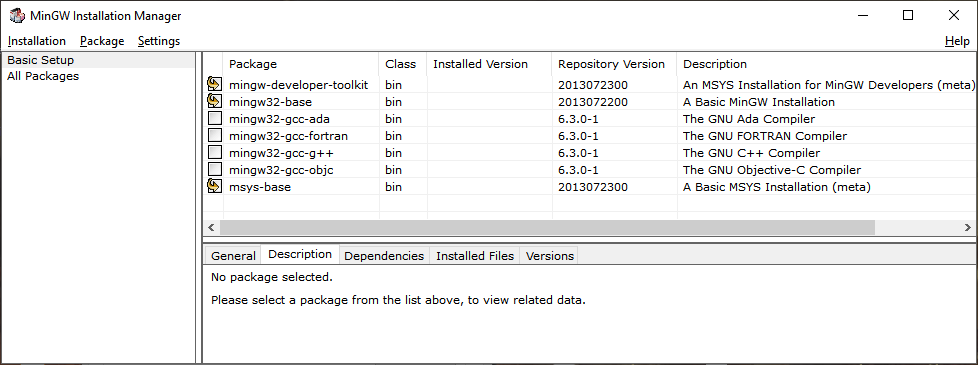 MinGW Installation Manager
Installation Package Settings Help
Basic Setup
All Packages
Package Class Installed Version Repository Version Description
mingw-developer-toolkit bin 2013072300 An MSYS Installation for MinGW Developers (meta)
mingw32-base bin 2013072200 A Basic MinGW Installation
mingw32-gcc-ada bin 6.3.0-1 The GNU Ada Compiler
mingw32-gcc-fortran bin 6.3.0-1 The GNU FORTRAN Compiler
mingw32-gcc-g++ bin 6.3.0-1 The GNU C++ Compiler
mingw32-gcc-objc bin 6.3.0-1 The GNU Objective-C Compiler
msys-base bin 2013072300 A Basic MSYS Installation (meta)
General Description Dependencies Installed Files Versions
No package selected.
Please select a package from the list above, to view related data.